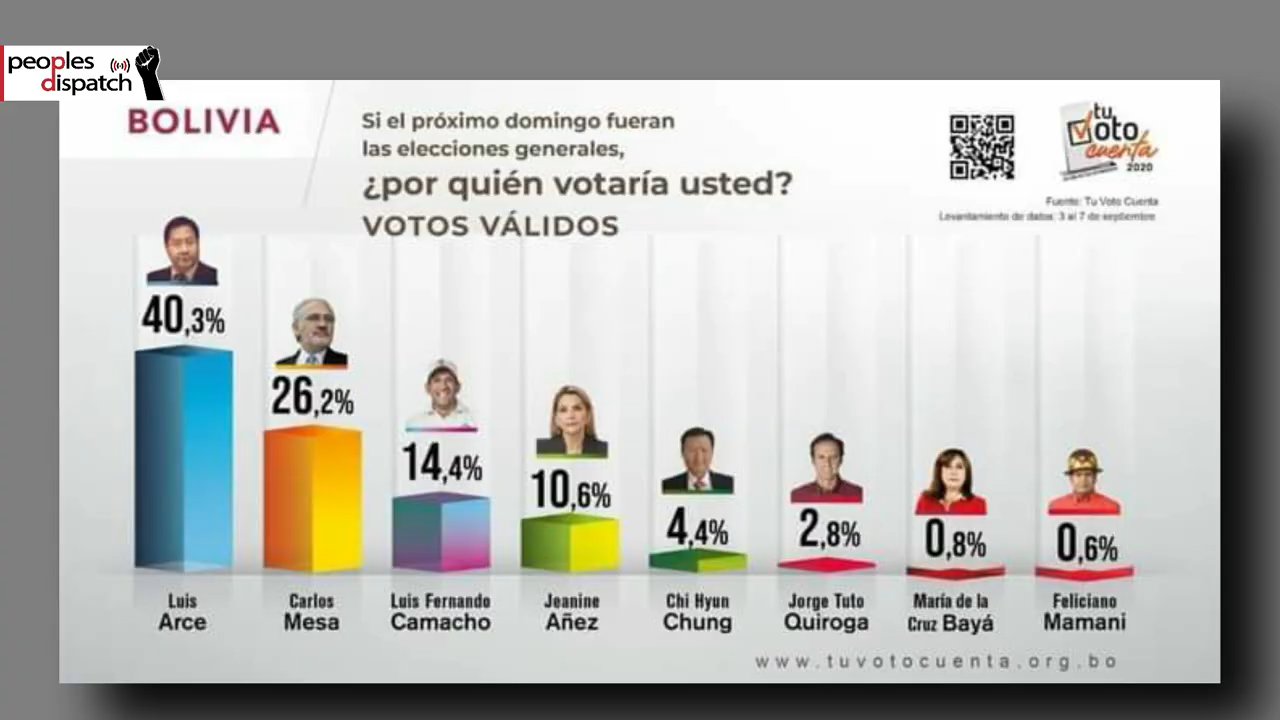 peoples
dispatch
BOLIVIA
Si el próximo domingo fueran
las elecciones generales,
¿por quién votaría usted?
VOTOS VÁLIDOS
tu
Voto
cuenta
2020
Fuente: Tu Voto Cuenta
Levantamiento de datos: 3 al 7 de septiembre
40,3%
26,2%
14,4%
10,6%
4,4%
2,8%
0,8%
0,6%
Luis
Arce
Carlos
Mesa
Luis Fernando
Camacho
Jeanine
Añez
Chi Hyun
Chung
Jorge Tuto
Quiroga
María de la
Cruz Bayá
Feliciano
Mamani
www.tuvotocuenta.org.bo